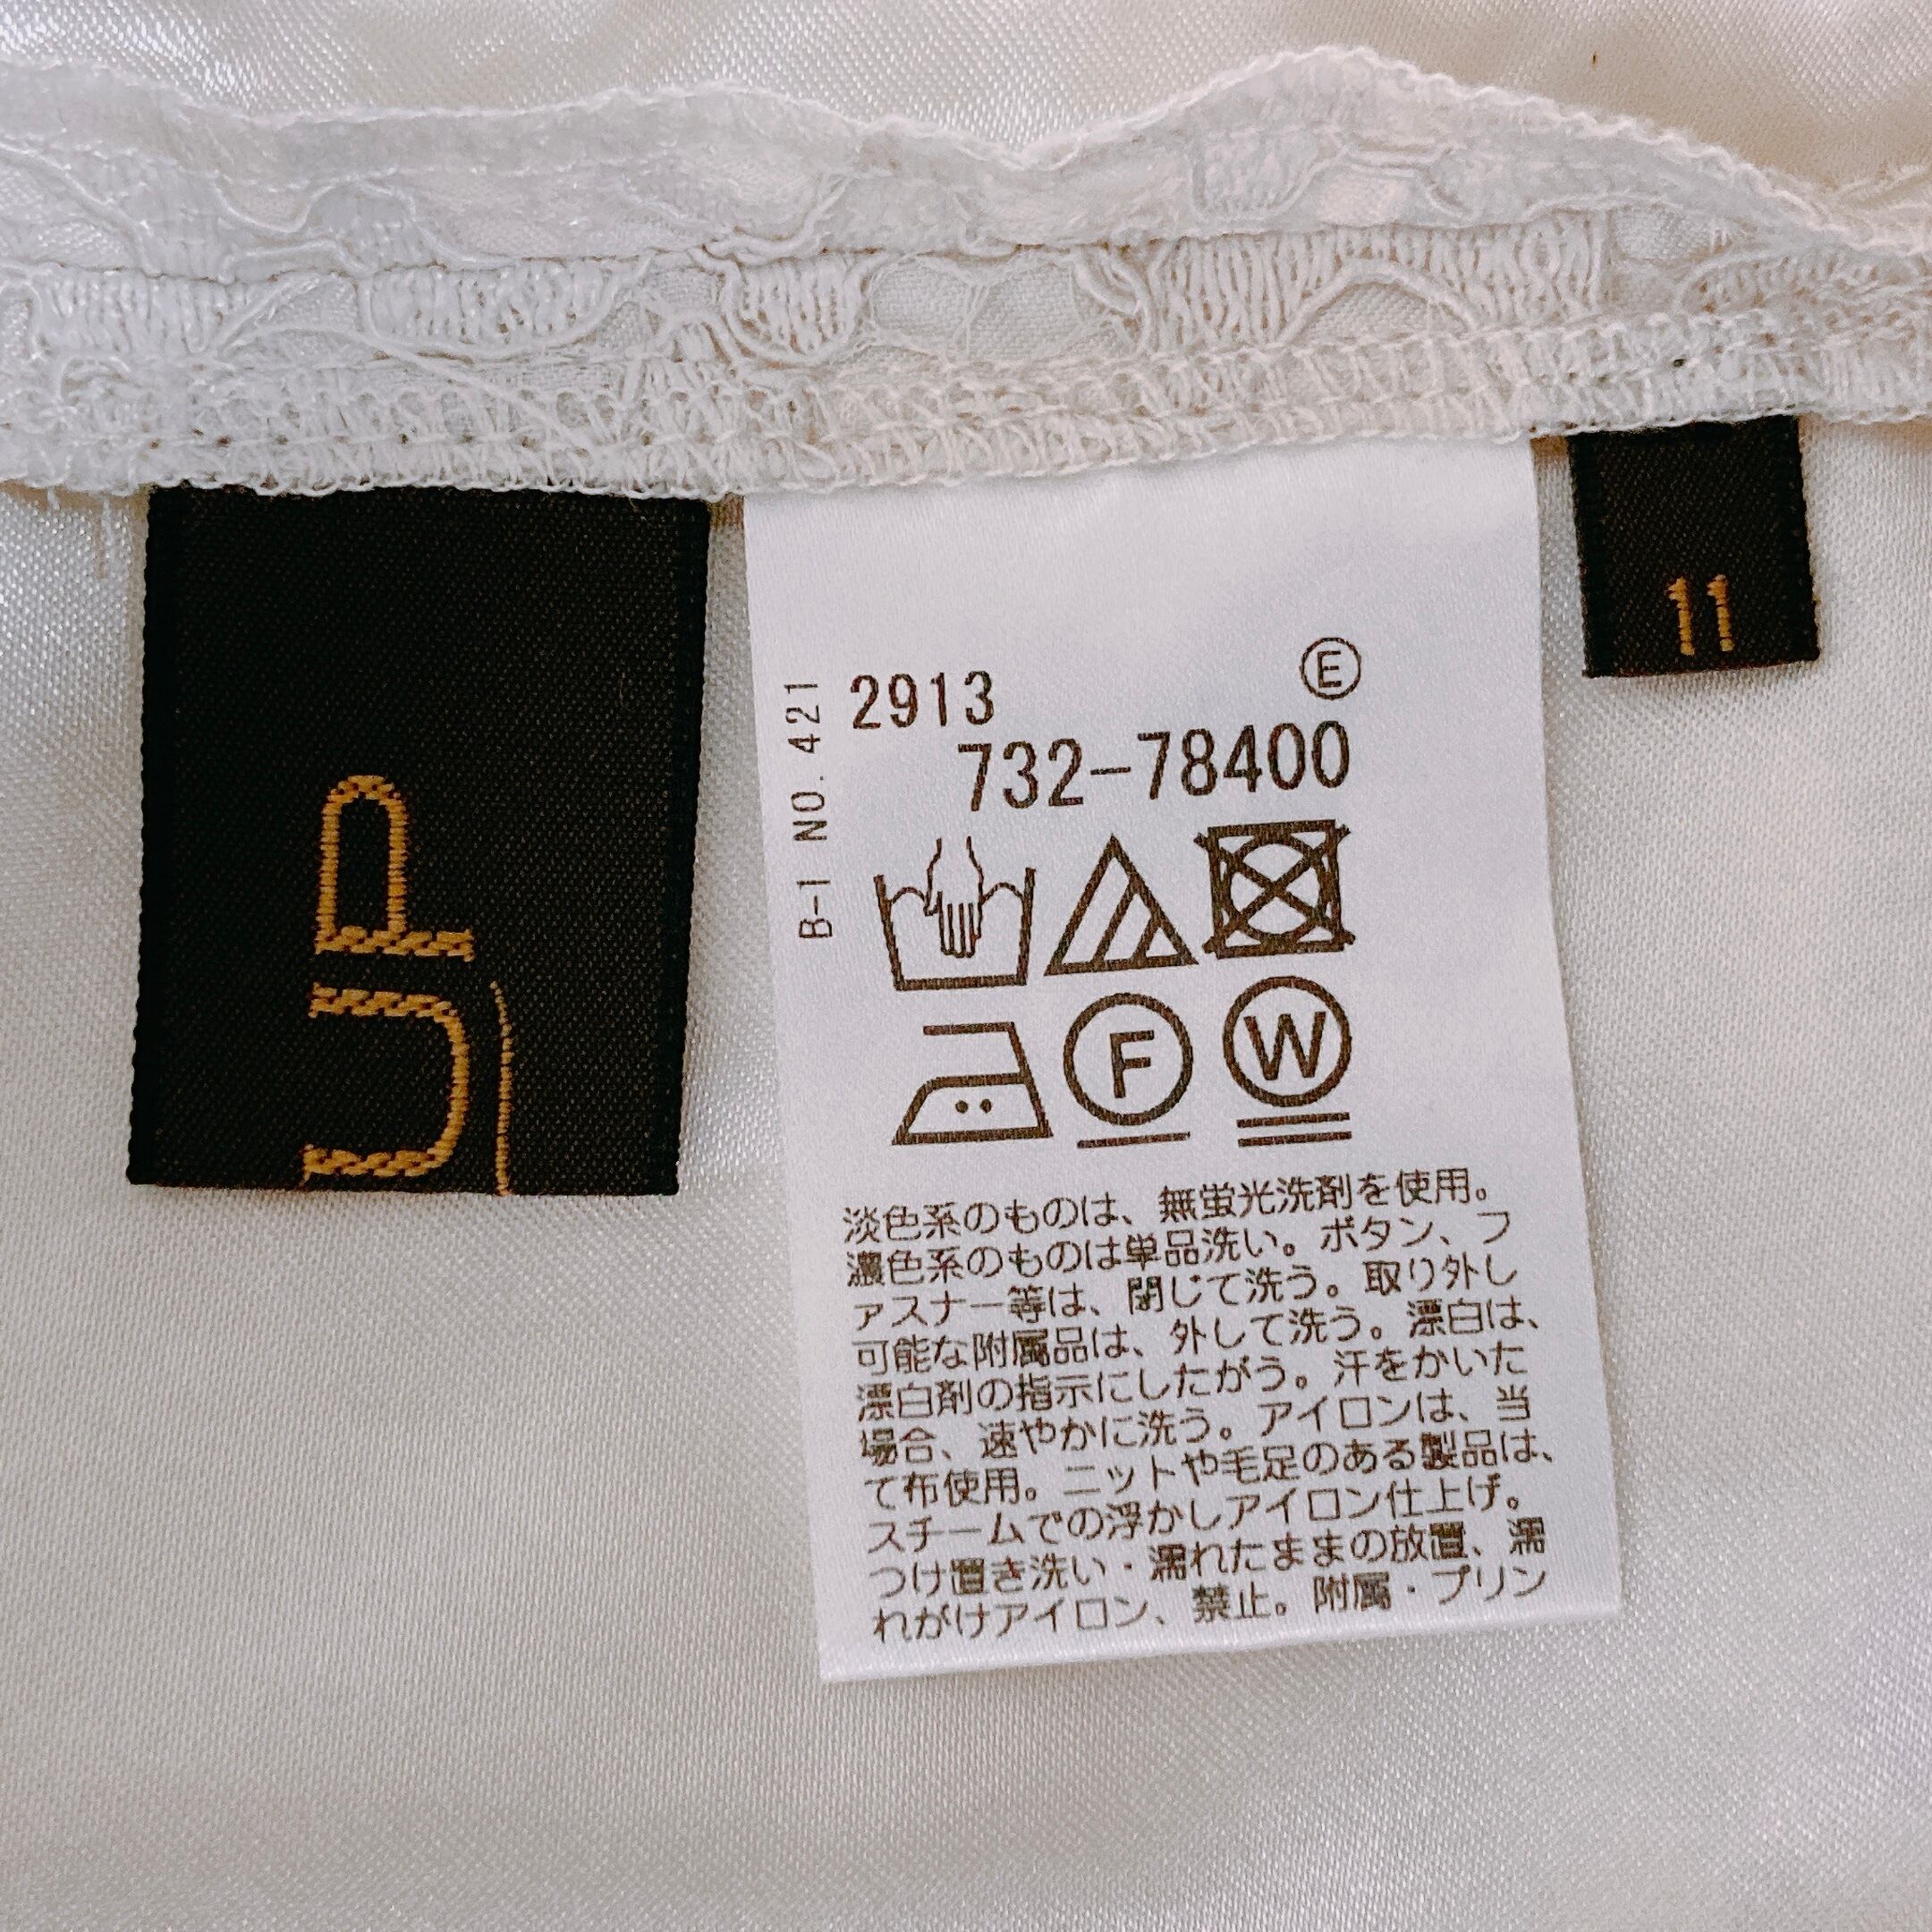 11
B-1 NO. 421
2913
E
732-78400
F
W
淡色系のものは、無蛍光洗剤を使用。
濃色系のものは単品洗い。ボタン、フ
ァスナー等は、閉じて洗う。取り外し
可能な附属品は、外して洗う。漂白は、
漂白剤の指示にしたがう。汗をかいた
場合、速やかに洗う。アイロンは、当
て布使用。ニットや毛足のある製品は、
スチームでの浮かしアイロン仕上げ。
つけ置き洗い・濡れたままの放置、濡
れがけアイロン、禁止。附属・プリン